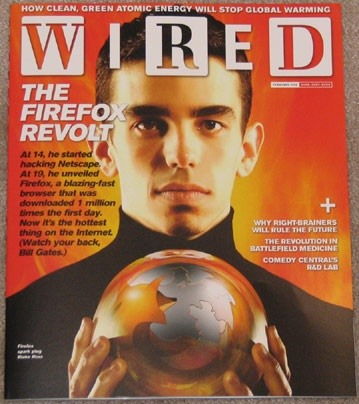 HOW CLEAN, GREEN ATOMIC ENERGY WILL STOP GLOBAL WARMING
WIRED
THE
FIREFOX
REVOLT
At 14, he started
hacking Netscape.
At 19, he unveiled
Firefox, a blazing-fast
browser that was
downloaded 1 million
times the first day.
Now it's the hottest
thing on the Internet.
(Watch your back,
Bill Gates.)
+
WHY RIGHT-BRAINERS
WILL RULE THE FUTURE
THE REVOLUTION IN
BATTLEFIELD MEDICINE
COMEDY CENTRAL'S
BAD LAB
Firefox
spark plug
Blake Ross